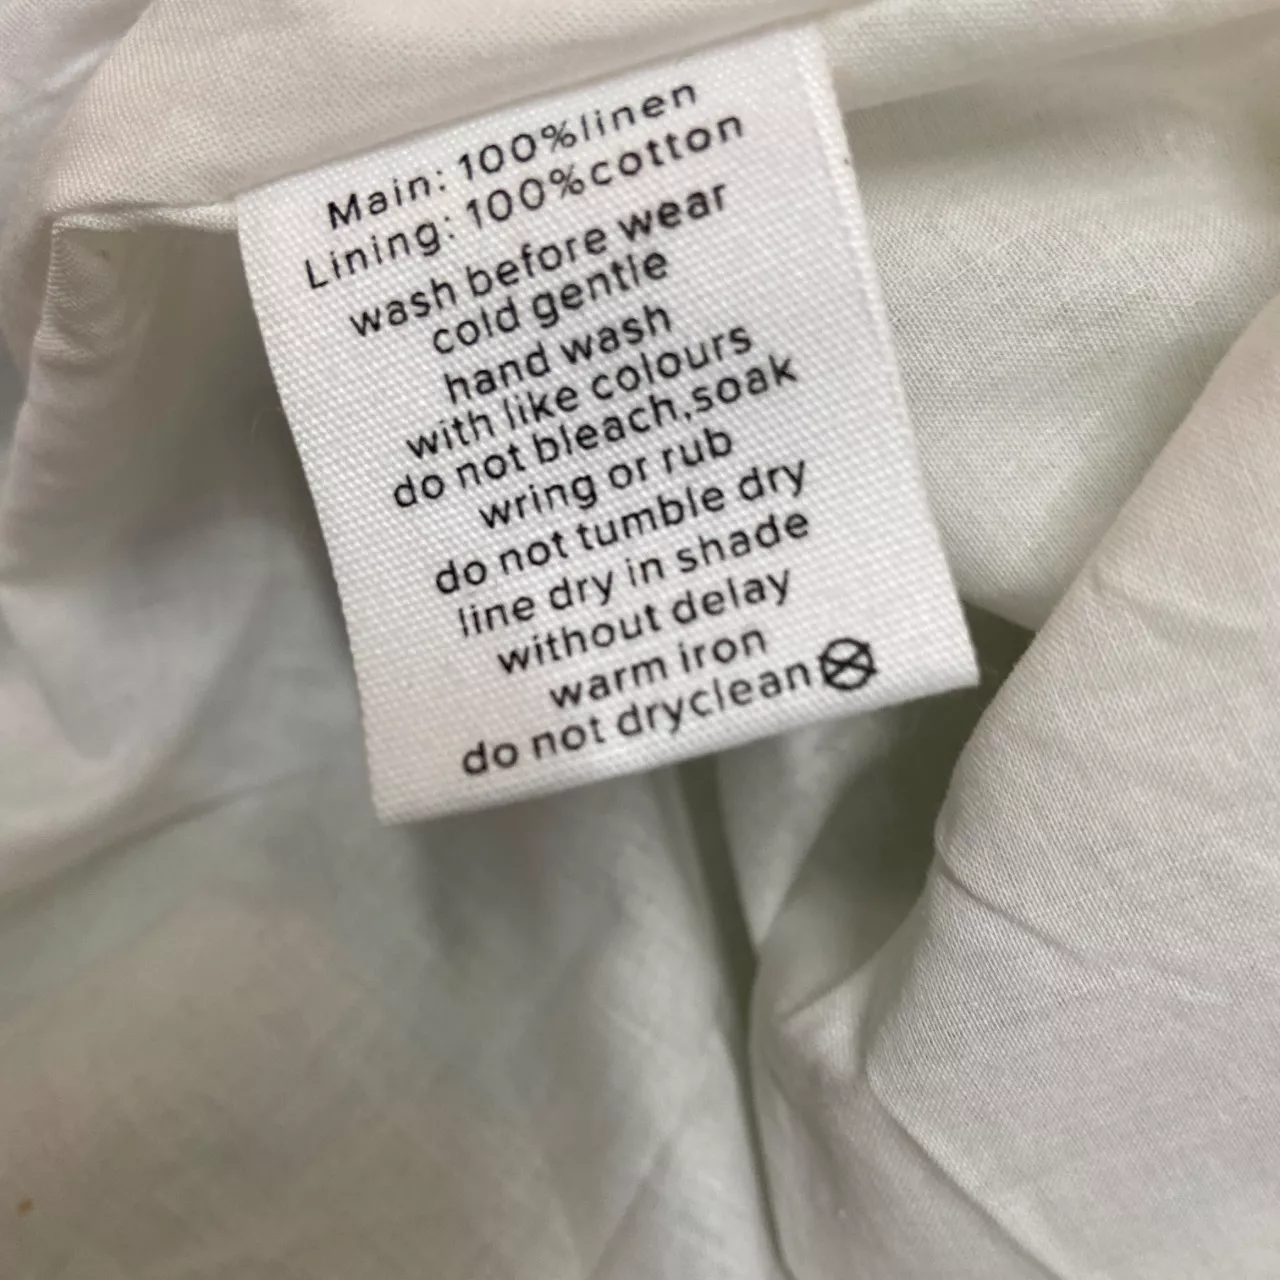 Main: 100%linen
Lining: 100%cotton
wash before wear
cold gentle
hand wash
with like colours
do not bleach,soak
wring or rub
do not tumble dry
line dry in shade
without delay
warm iron
do not dryclean